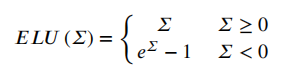 ELU (Σ) = { Σ Σ ≥ 0
e^Σ − 1 Σ < 0